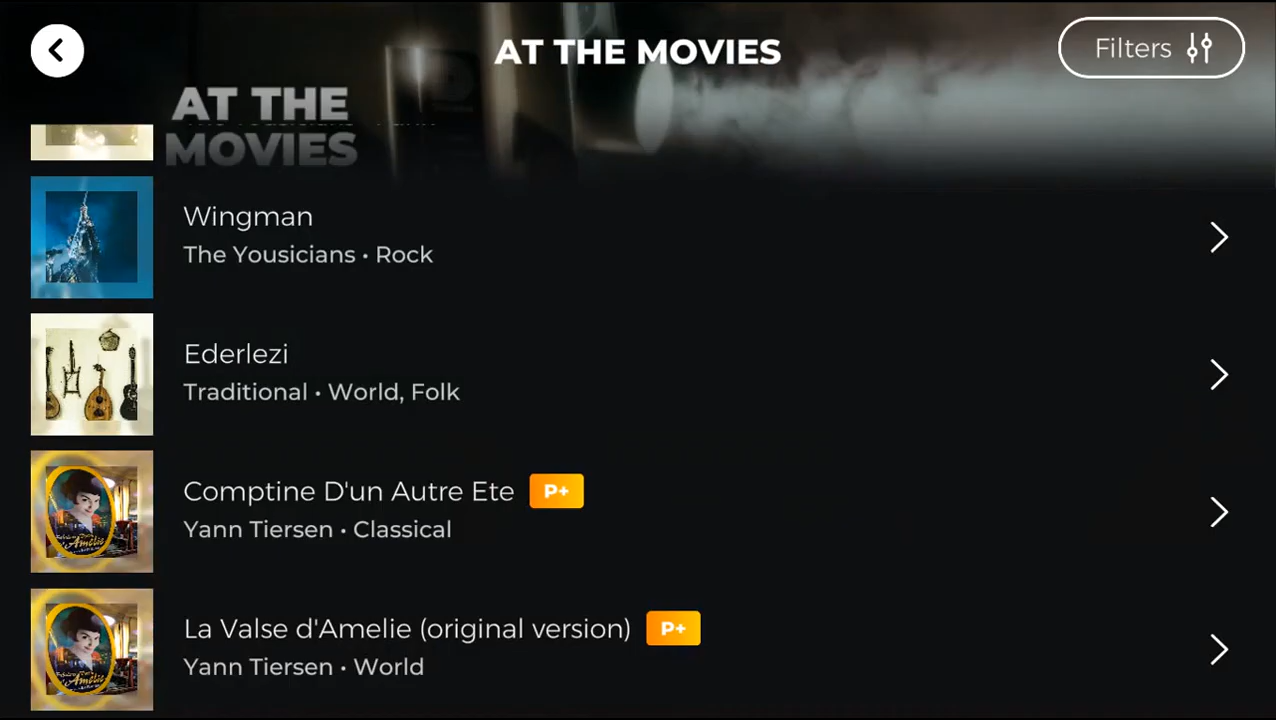 AT THE MOVIES
Filters
AT THE
MOVIES
Wingman
The Yousicians • Rock
Ederlezi
Traditional • World, Folk
Comptine D'un Autre Ete P+
Yann Tiersen • Classical
La Valse d'Amelie (original version) P+
Yann Tiersen • World